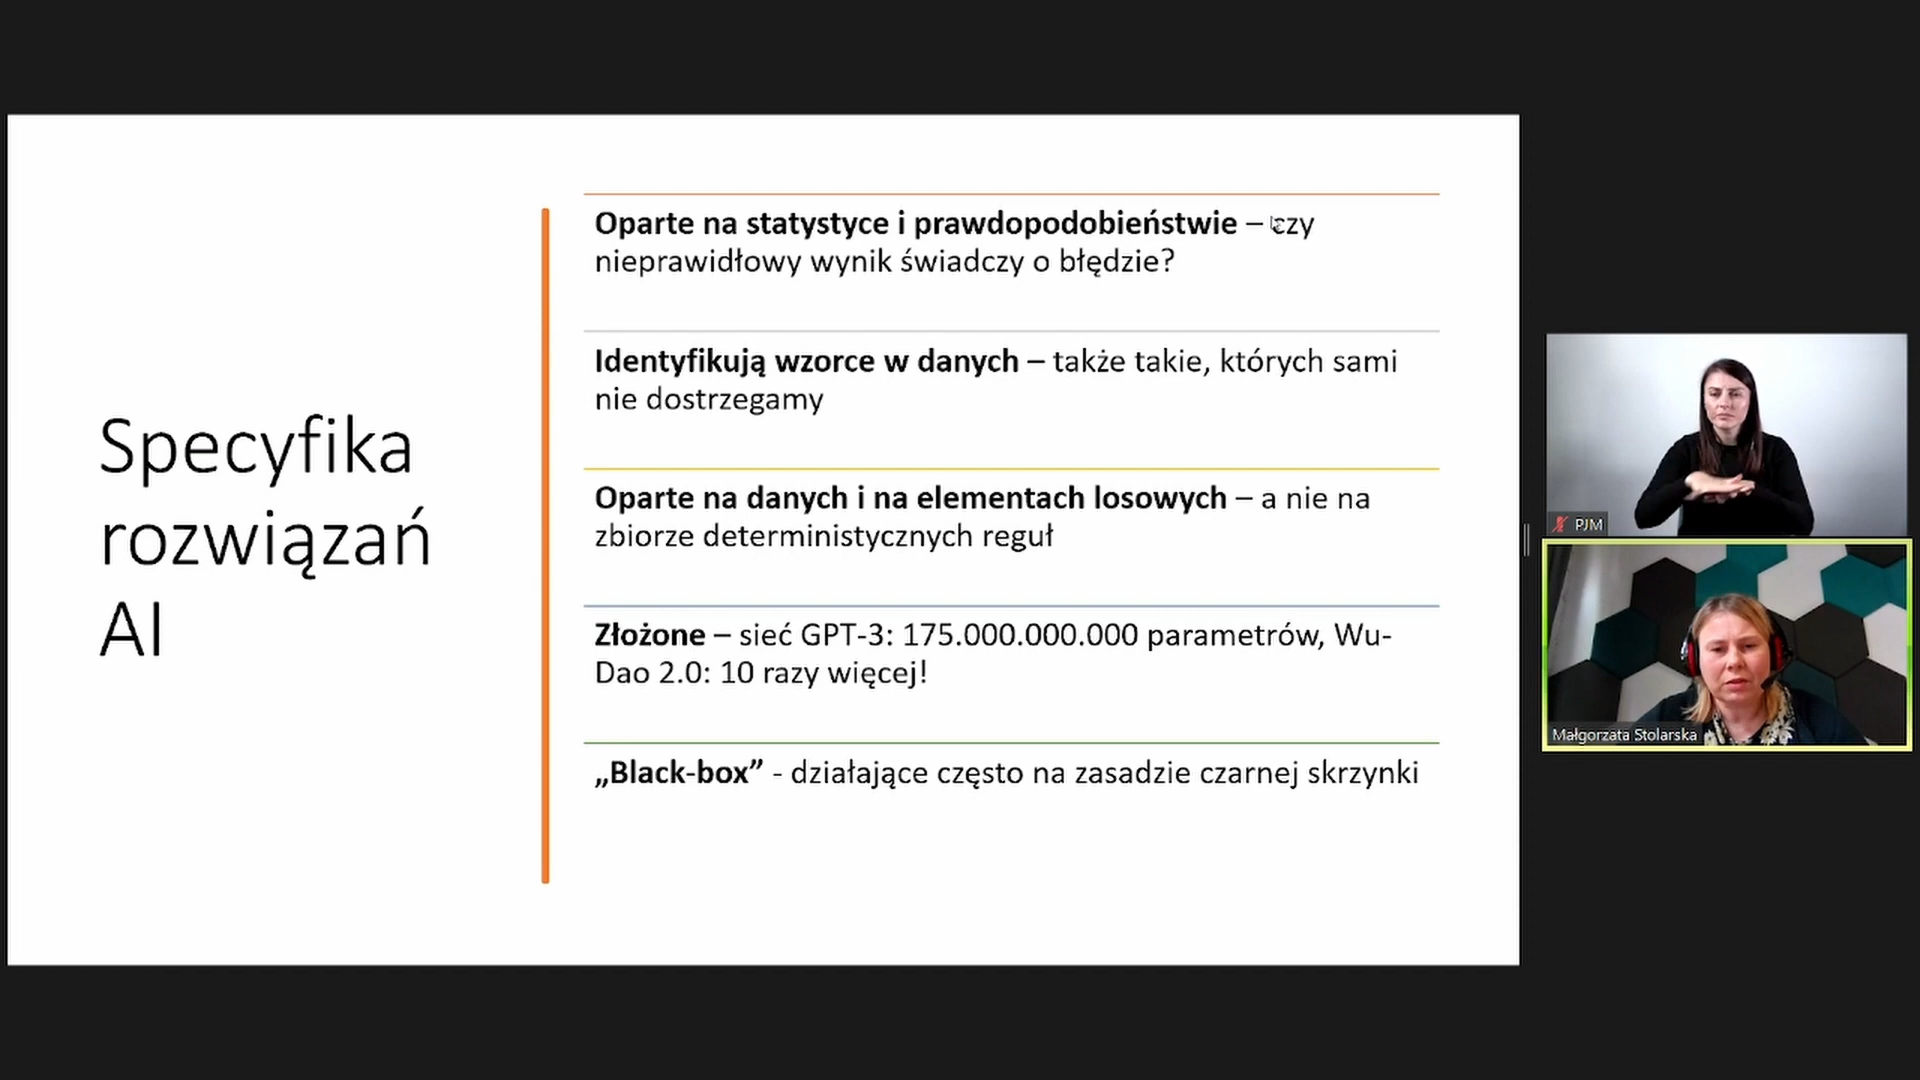 Specyfika
rozwiązań
AI
Oparte na statystyce i prawdopodobieństwie – czy
nieprawidłowy wynik świadczy o błędzie?
Identyfikują wzorce w danych – także takie, których sami
nie dostrzegamy
Oparte na danych i na elementach losowych – a nie na
zbiorze deterministycznych reguł
Złożone – sieć GPT-3: 175.000.000.000 parametrów, Wu-
Dao 2.0: 10 razy więcej!
„Black-box” - działające często na zasadzie czarnej skrzynki
PJM
Małgorzata Stolarska